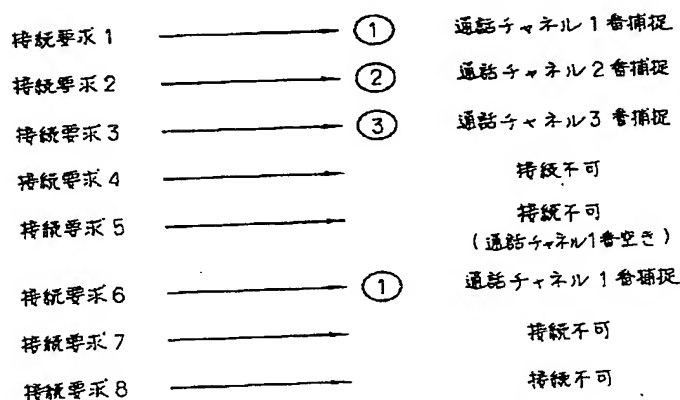 接続要求1 ① 通話チャネル1番捕捉
接続要求2 ② 通話チャネル2番捕捉
接続要求3 ③ 通話チャネル3番捕捉
接続要求4 接続不可
接続要求5 接続不可
(通話チャネル1番空き)
接続要求6 ① 通話チャネル1番捕捉
接続要求7 接続不可
接続要求8 接続不可